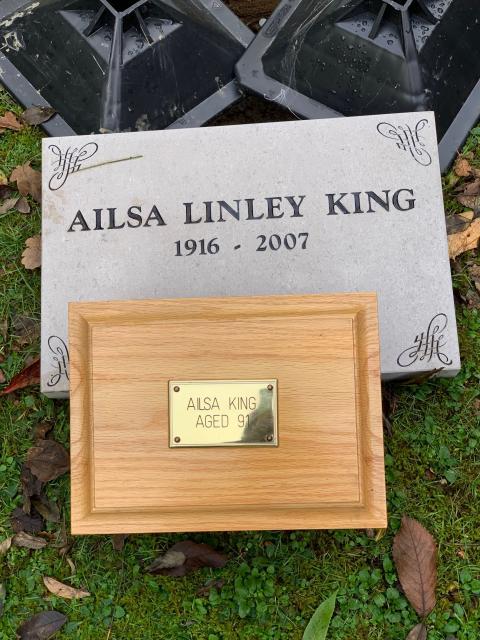 AILSA LINLEY KING
1916 - 2007
AILSA KING
AGED 91